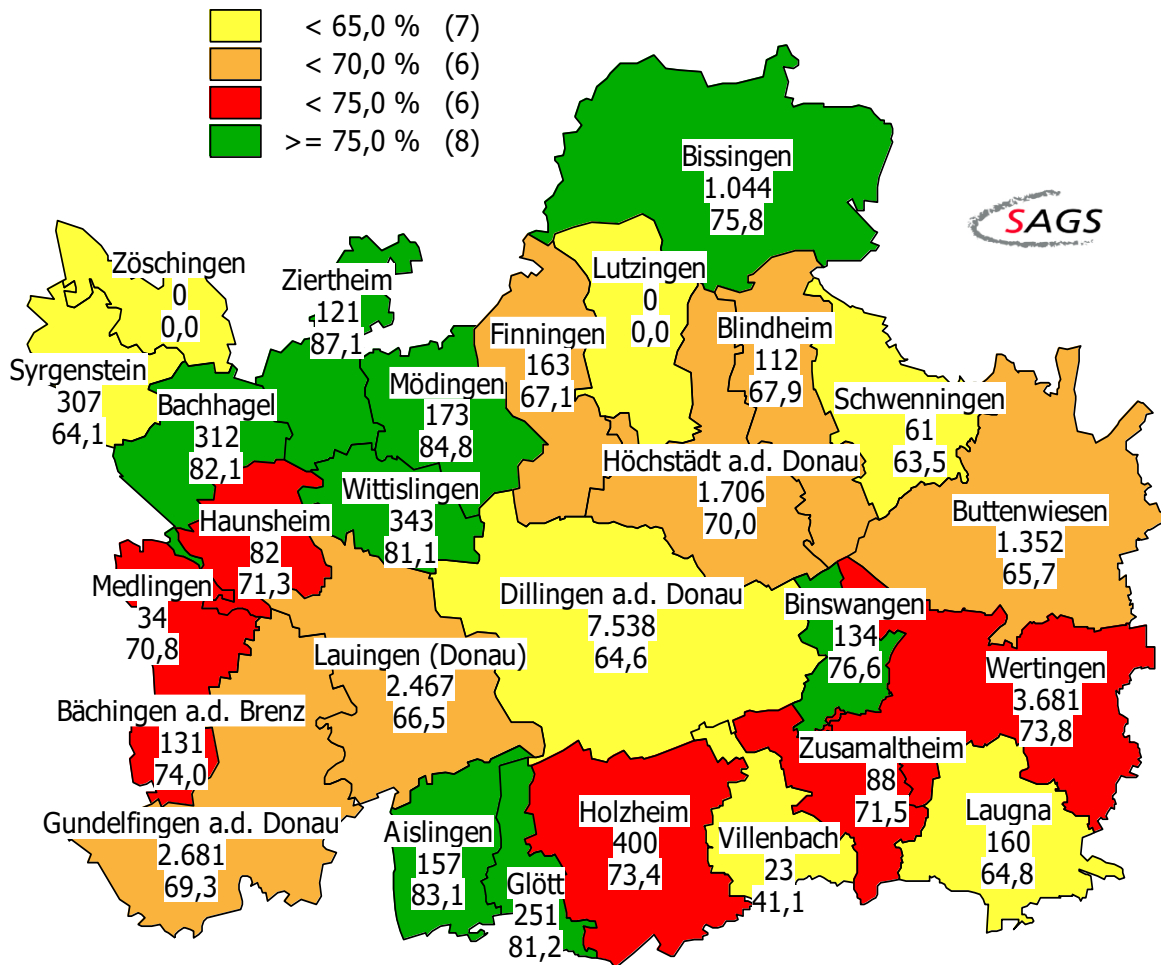 < 65,0 % (7)
< 70,0 % (6)
< 75,0 % (6)
>= 75,0 % (8)
Bissingen
1.044
75,8
SAGS
Zöschingen
0
0,0
Ziertheim
121
87,1
Lutzingen
0
0,0
Finningen
163
67,1
Blindheim
112
67,9
Syrgenstein
307
64,1
Bachhagel
312
82,1
Mödingen
173
84,8
Schwenningen
61
63,5
Höchstädt a.d. Donau
1.706
70,0
Wittislingen
343
81,1
Haunsheim
82
71,3
Buttenwiesen
1.352
65,7
Medlingen
34
70,8
Dillingen a.d. Donau
7.538
64,6
Binswangen
134
76,6
Lauingen (Donau)
2.467
66,5
Wertingen
3.681
73,8
Bächingen a.d. Brenz
131
74,0
Zusamaltheim
88
71,5
Gundelfingen a.d. Donau
2.681
69,3
Aislingen
157
83,1
Holzheim
400
73,4
Villenbach
23
41,1
Laugna
160
64,8
Glött
251
81,2